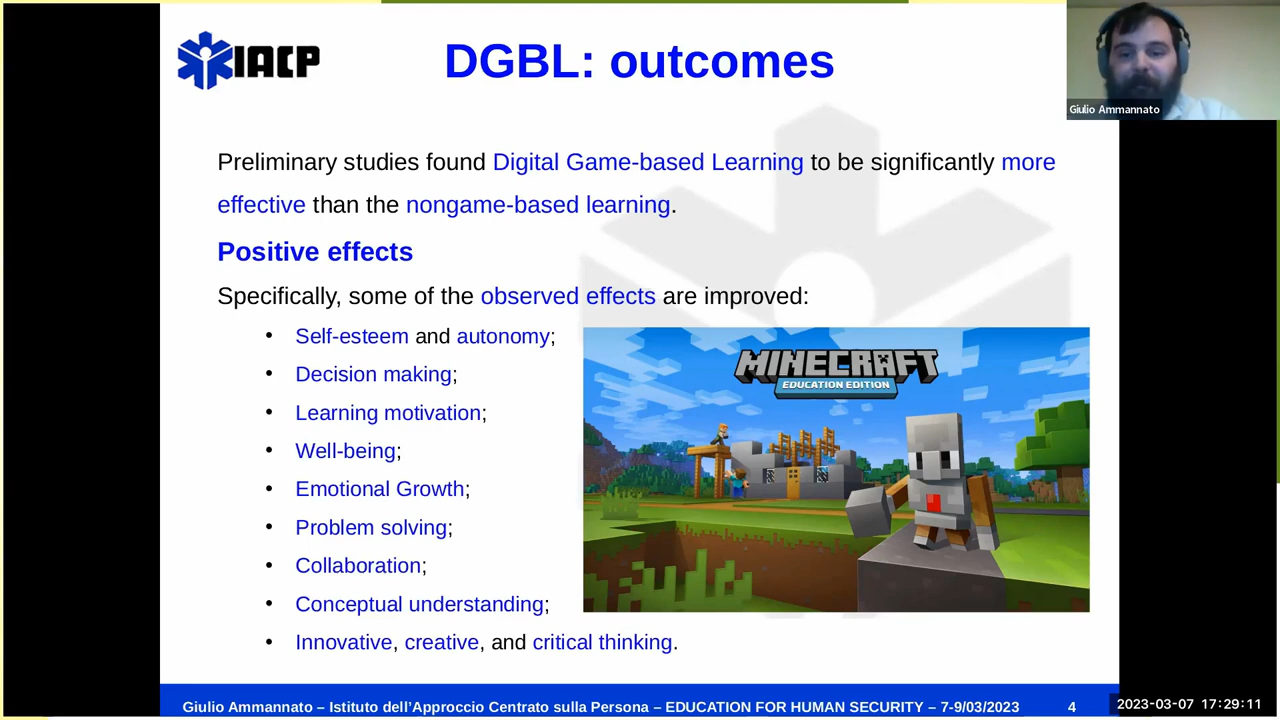 IACP
DGBL: outcomes
Giulio Ammannato
Preliminary studies found Digital Game-based Learning to be significantly more
effective than the nongame-based learning.
Positive effects
Specifically, some of the observed effects are improved:
• Self-esteem and autonomy;
• Decision making;
• Learning motivation;
• Well-being;
• Emotional Growth;
• Problem solving;
• Collaboration;
• Conceptual understanding;
• Innovative, creative, and critical thinking.
MINECRAFT
EDUCATION EDITION
Giulio Ammannato – Istituto dell’Approccio Centrato sulla Persona – EDUCATION FOR HUMAN SECURITY – 7-9/03/2023 4
2023-03-07 17:29:11